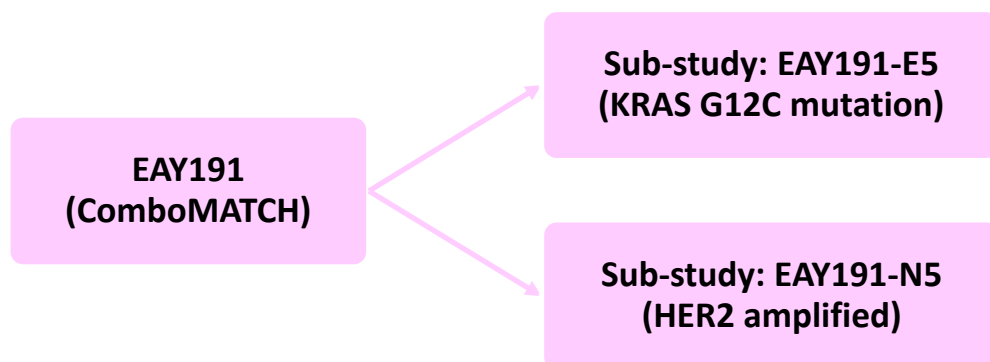 EAY191
(ComboMATCH)
Sub-study: EAY191-E5
(KRAS G12C mutation)
Sub-study: EAY191-N5
(HER2 amplified)